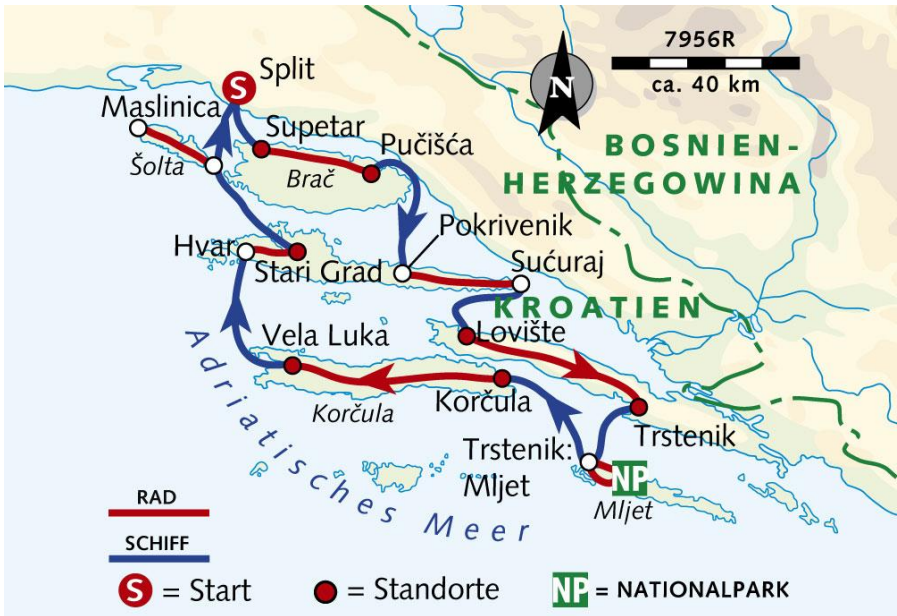 7956R
ca. 40 km
N
S
Split
Maslinica
Supetar
Pučišća
Šolta
Brač
BOSNIEN-
HERZEGOWINA
Pokrivenik
Hvar
Stari Grad
Sućuraj
KROATIEN
Lovište
Vela Luka
Korčula
Korčula
Trstenik
Trstenik:
Mljet
NP
Mljet
Adriatisches Meer
RAD
SCHIFF
S = Start
= Standorte
NP = NATIONALPARK